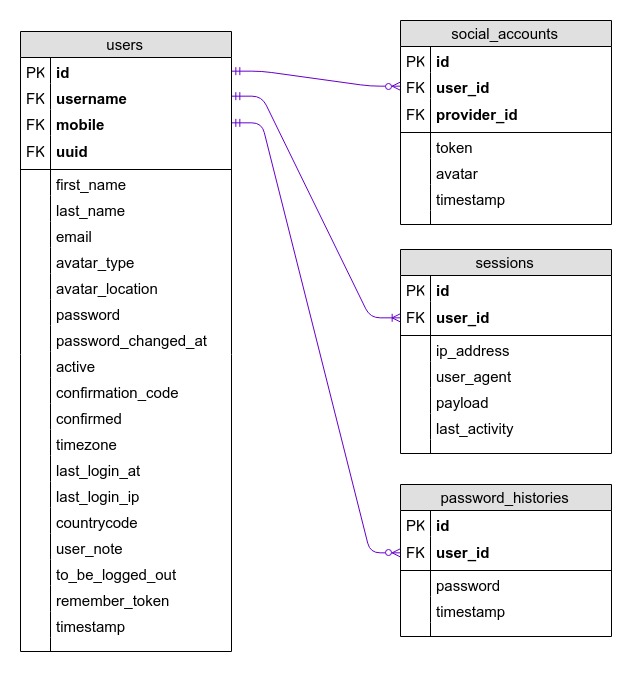 users
PK id
FK username
FK mobile
FK uuid
first_name
last_name
email
avatar_type
avatar_location
password
password_changed_at
active
confirmation_code
confirmed
timezone
last_login_at
last_login_ip
countrycode
user_note
to_be_logged_out
remember_token
timestamp
social_accounts
PK id
FK user_id
FK provider_id
token
avatar
timestamp
sessions
PK id
FK user_id
ip_address
user_agent
payload
last_activity
password_histories
PK id
FK user_id
password
timestamp